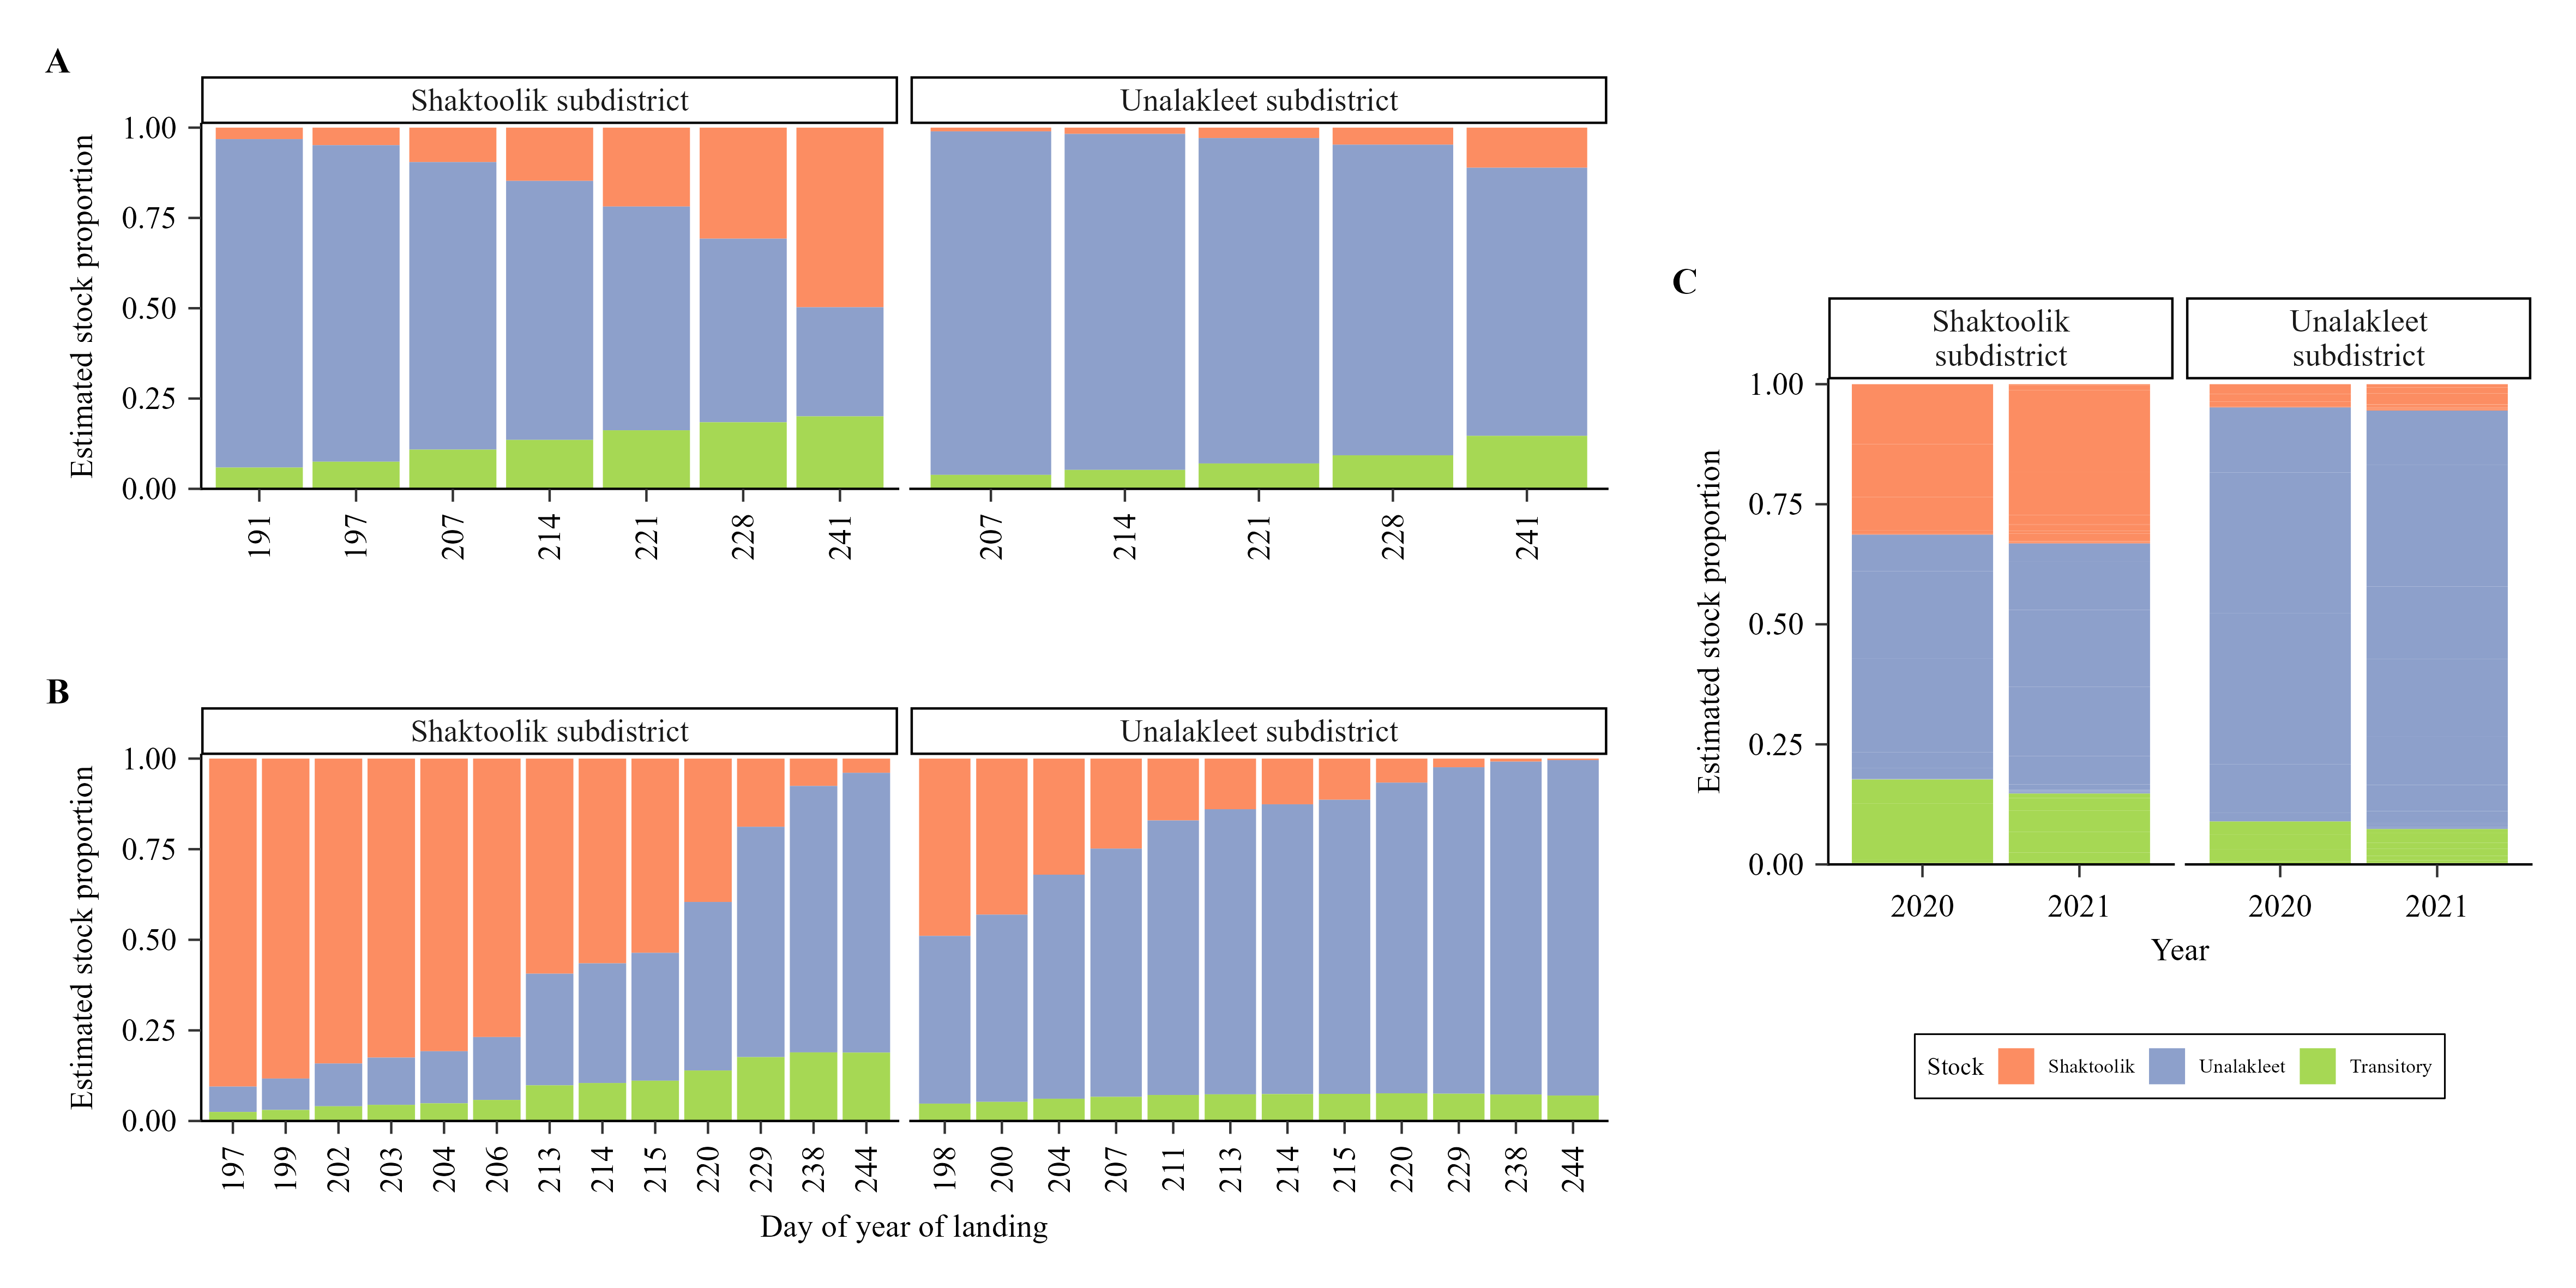 A
Shaktoolik subdistrict
Unalakleet subdistrict
Estimated stock proportion
1.00
0.75
0.50
0.25
0.00
191 197 207 214 221 228 241
207 214 221 228 241
B
Shaktoolik subdistrict
Unalakleet subdistrict
Estimated stock proportion
1.00
0.75
0.50
0.25
0.00
197 199 202 203 204 206 213 214 215 220 229 238 244
198 200 204 207 211 213 214 215 220 229 238 244
Day of year of landing
C
Shaktoolik
subdistrict
Unalakleet
subdistrict
Estimated stock proportion
1.00
0.75
0.50
0.25
0.00
2020 2021
2020 2021
Year
Stock Shaktoolik Unalakleet Transitory